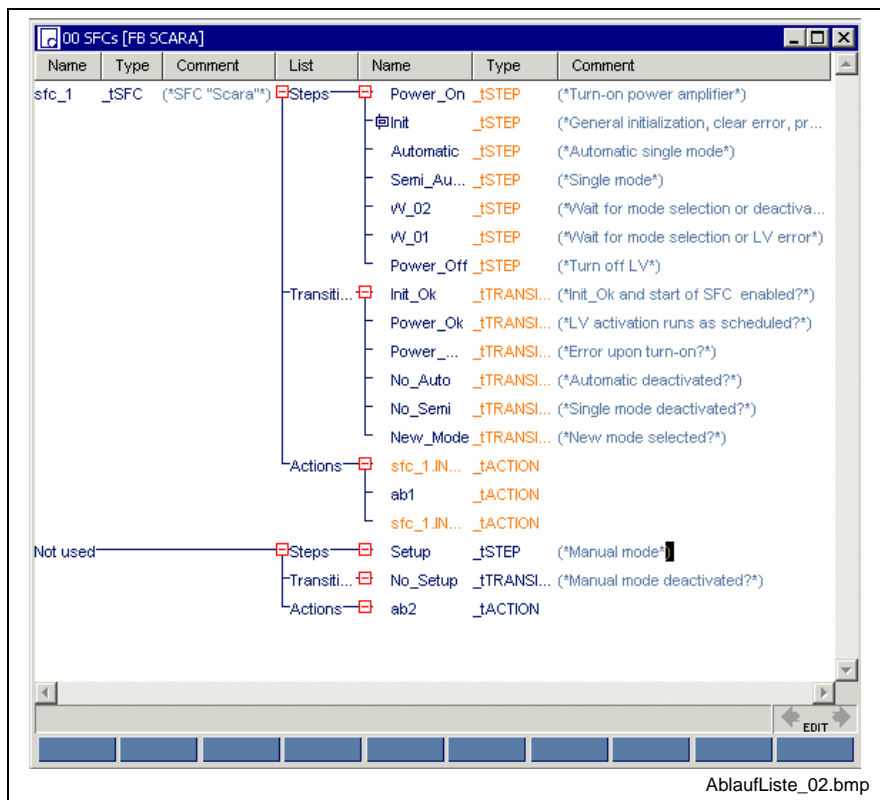 00 SFCs [FB SCARA]
Name Type Comment List Name Type Comment
sfc_1 _tSFC (*SFC "Scara"*) Steps Power_On _tSTEP (*Turn-on power amplifier*)
Init _tSTEP (*General initialization, clear error, pr...
Automatic _tSTEP (*Automatic single mode*)
Semi_Au... _tSTEP (*Single mode*)
W_02 _tSTEP (*Wait for mode selection or deactiva...
W_01 _tSTEP (*Wait for mode selection or LV error*)
Power_Off _tSTEP (*Turn off LV*)
Transiti... Init_Ok _tTRANSI... (*Init_Ok and start of SFC enabled?*)
Power_Ok _tTRANSI... (*LV activation runs as scheduled?*)
Power_... _tTRANSI... (*Error upon turn-on?*)
No_Auto _tTRANSI... (*Automatic deactivated?*)
No_Semi _tTRANSI... (*Single mode deactivated?*)
New_Mode _tTRANSI... (*New mode selected?*)
Actions sfc_1.IN... _tACTION
ab1 _tACTION
sfc_1.IN... _tACTION
Not used Steps Setup _tSTEP (*Manual mode*)
Transiti... No_Setup _tTRANSI... (*Manual mode deactivated?*)
Actions ab2 _tACTION
EDIT
AblaufListe_02.bmp